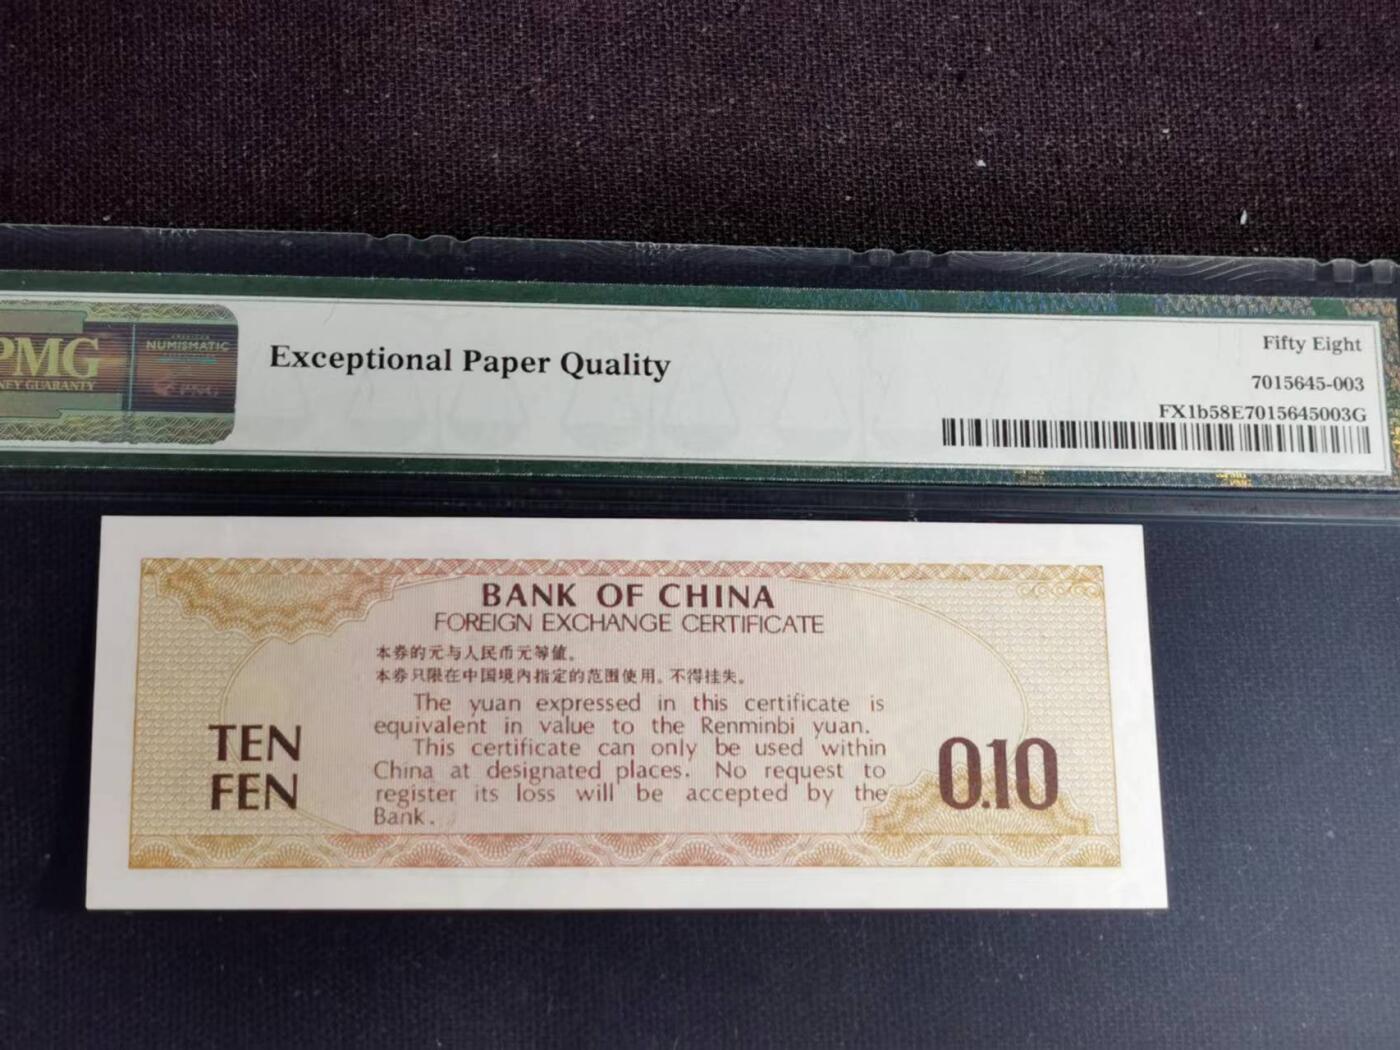 PMG
NUMISMATIC
NEY GUARANTY
PMG
Exceptional Paper Quality
Fifty Eight
7015645-003
FX1b58E7015645003G
BANK OF CHINA
FOREIGN EXCHANGE CERTIFICATE
本券的元与人民币元等值。
本券只限在中国境内指定的范围使用。不得挂失。
The yuan expressed in this certificate is
equivalent in value to the Renminbi yuan.
This certificate can only be used within
China at designated places. No request to
register its loss will be accepted by the
Bank.
TEN
FEN
0.10